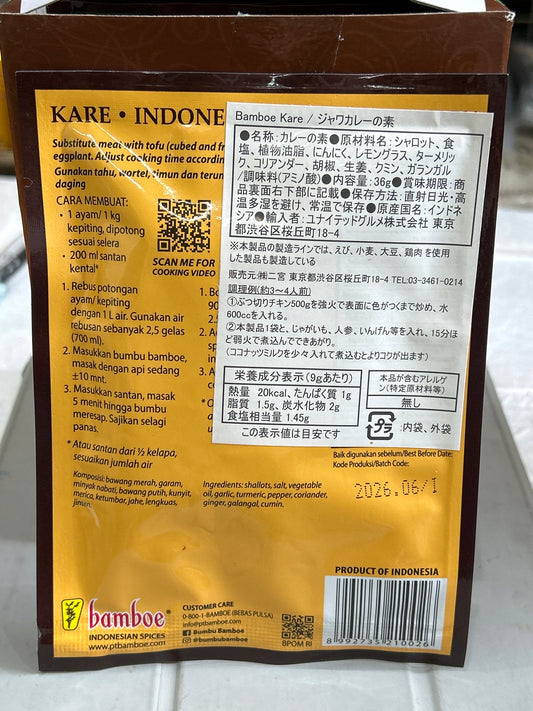 KARE • INDONE
Substitute meat with tofu (cubed and fr
eggplant. Adjust cooking time accordin
Gunakan tahu, wortel, timun dan terun
daging
CARA MEMBUAT:
• 1 ayam/ 1 kg
kepiting, dipotong
sesuai selera
• 200 ml santan
kental*
SCAN ME FOR
COOKING VIDEO
1. Rebus potongan
ayam/ kepiting
dengan 1 L air. Gunakan air
rebusan sebanyak 2,5 gelas
(700 ml).
2. Masukkan bumbu bamboe,
masak dengan api sedang
±10 mnt.
3. Masukkan santan, masak
5 menit hingga bumbu
meresap. Sajikan selagi
panas.
* Atau santan dari ½ kelapa,
sesuaikan jumlah air
Komposisi: bawang merah, garam,
minyak nabati, bawang putih, kunyit,
merica, ketumbar, jahe, lengkuas,
jinten.
Ingredients: shallots, salt, vegetable
oil, garlic, turmeric, pepper, coriander,
ginger, galangal, cumin.
Bamboe Kare / ジャワカレーの素
●名称:カレーの素●原材料名:シャロット、食
塩、植物油脂、にんにく、レモングラス、ターメリッ
ク、コリアンダー、胡椒、生姜、クミン、ガランガル
/調味料(アミノ酸)●内容量:36g●賞味期限:商
品裏面右下部に記載●保存方法:直射日光・高
温多湿を避け、常温で保存●原産国名:インドネ
シア●輸入者:ユナイテッドグルメ株式会社 東京
都渋谷区桜丘町18-4
※本製品の製造ラインでは、えび、小麦、大豆、鶏肉 を使用
した製品も製造している
販売元:㈱二宮 東京都渋谷区桜丘町18-4 TEL:03-3461-0214
調理例(約3~4人前)
①ぶつ切りチキン500gを強火で表面に色がつくまで炒め、水
600ccを入れる。
②本製品1袋と、じゃがいも、人参、いんげん等を入れ、15分ほ
ど弱火で煮込んでできあがり。
(ココナッツミルクを少々入れて煮込むとよりコクが出ます)
栄養成分表示(9gあたり)
熱量 20kcal、たんぱく質 1g
脂質 1.5g、炭水化物 2g
食塩相当量 1.45g
この表示値は目安です
本品が含むアレルゲ
ン(特定原材料等)
無し
プラ
:内袋、外袋
Baik digunakan sebelum/Best Before Date:
Kode Produksi/Batch Code:
2026.06/1
PRODUCT OF INDONESIA
8 992735 210026
bamboe®
INDONESIAN SPICES
www.ptbamboe.com
CUSTOMER CARE
0-800-1-BAMBOE (BEBAS PULSA)
info@ptbamboe.com
Bumbu Bamboe
@bumbubamboe
BPOM RI